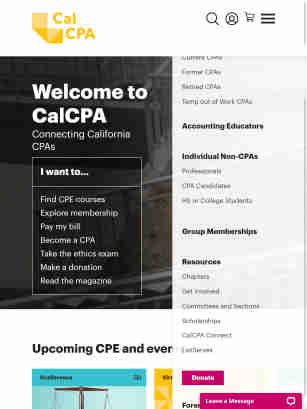 Cal
CPA
Welcome to
CalCPA
Connecting California
CPAs
I want to...
Find CPE courses
Explore membership
Pay my bill
Become a CPA
Take the ethics exam
Make a donation
Read the magazine
Current CPAs
Former CPAs
Retired CPAs
Temp out of Work CPAs
Accounting Educators
Individual Non-CPAs
Professionals
CPA Candidates
HS or College Students
Group Memberships
Resources
Chapters
Get Involved
Committees and Sections
Scholarships
CalCPA Connect
ListServes
Donate
Upcoming CPE and even
Leave a Message